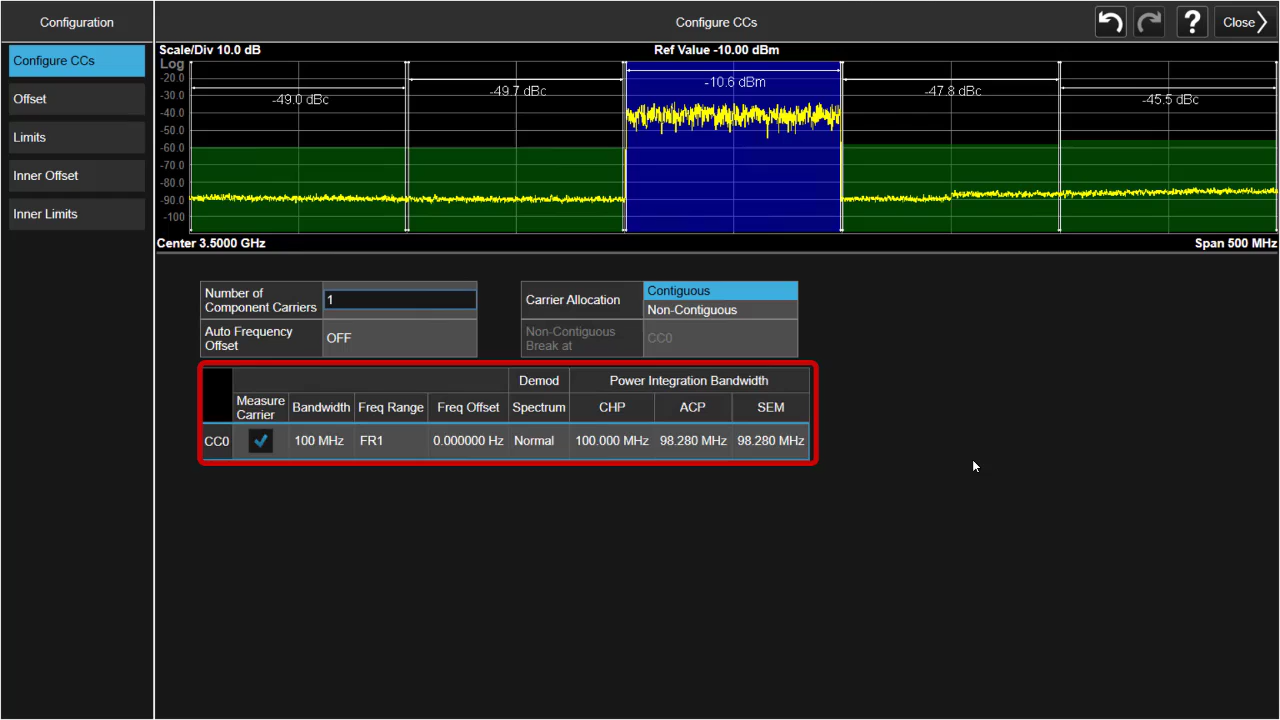 Configuration
Configure CCs
? Close
Configure CCs
Offset
Limits
Inner Offset
Inner Limits
Scale/Div 10.0 dB
Ref Value -10.00 dBm
Log
-20.0
-30.0
-40.0
-50.0
-60.0
-70.0
-80.0
-90.0
-100
-49.0 dBc
-49.7 dBc
-10.6 dBm
-47.8 dBc
-45.5 dBc
Center 3.5000 GHz
Span 500 MHz
Number of
Component Carriers
1
Auto Frequency
Offset
OFF
Carrier Allocation
Contiguous
Non-Contiguous
Non-Contiguous
Break at
CC0
Demod
Power Integration Bandwidth
Measure
Carrier
Bandwidth Freq Range Freq Offset Spectrum CHP ACP SEM
CC0 100 MHz FR1 0.000000 Hz Normal 100.000 MHz 98.280 MHz 98.280 MHz